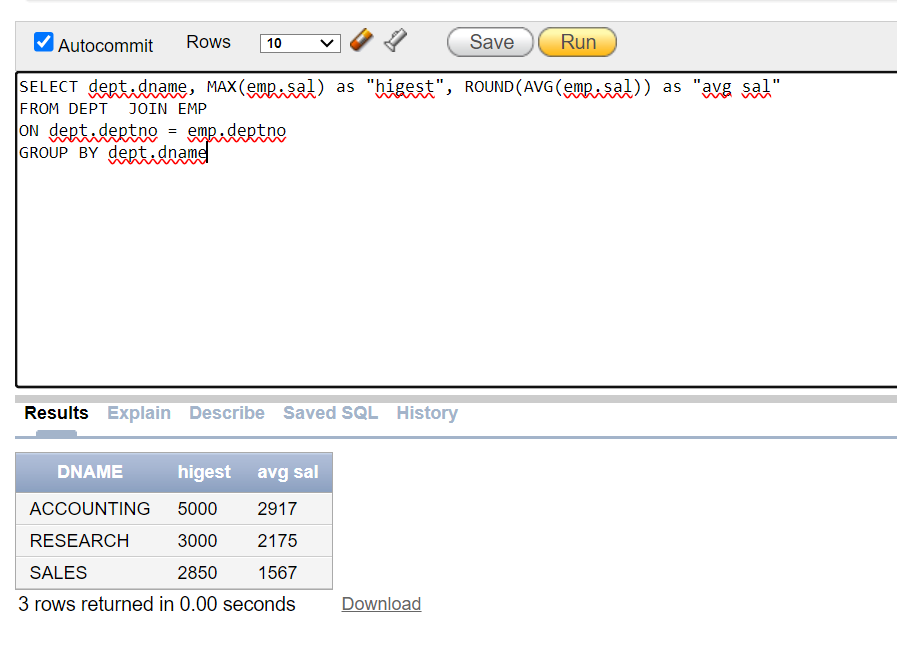 Autocommit Rows 10 Save Run
SELECT dept.dname, MAX(emp.sal) as "higest", ROUND(AVG(emp.sal)) as "avg sal"
FROM DEPT  JOIN EMP
ON dept.deptno = emp.deptno
GROUP BY dept.dname
Results Explain Describe Saved SQL History
DNAME higest avg sal
ACCOUNTING 5000 2917
RESEARCH 3000 2175
SALES 2850 1567
3 rows returned in 0.00 seconds Download